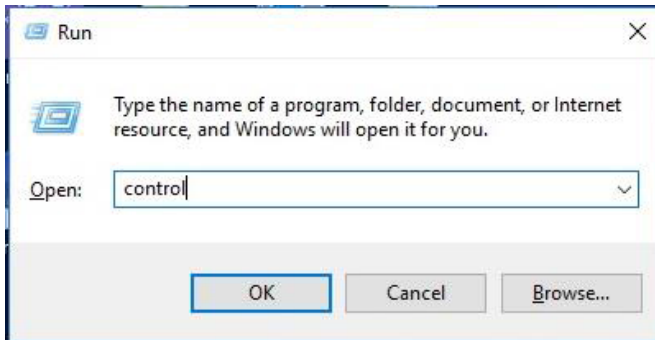 Run
Type the name of a program, folder, document, or Internet
resource, and Windows will open it for you.
Open: control
OK Cancel Browse...